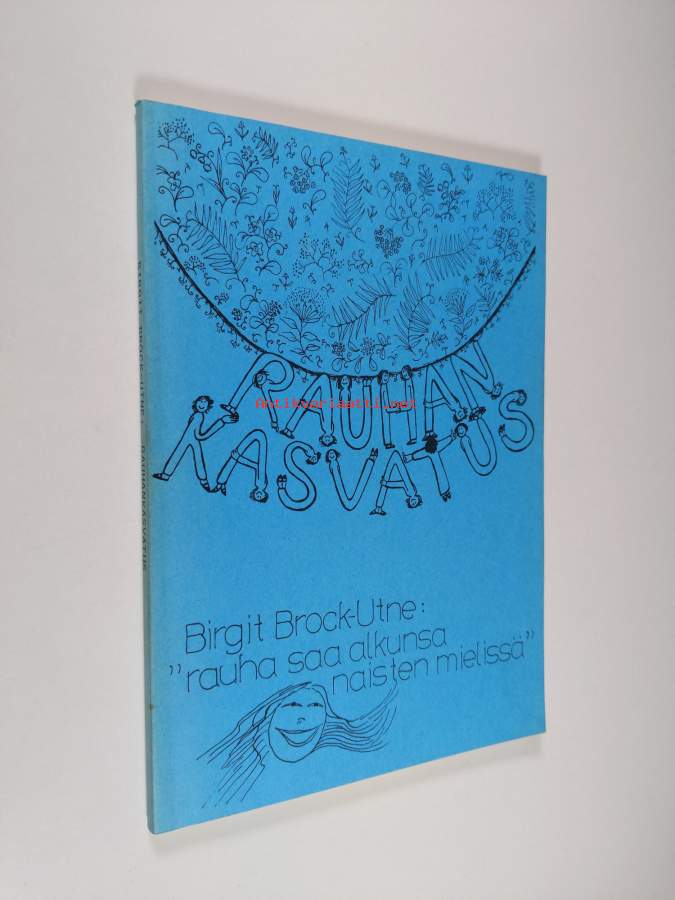 RAUHAN
KASVATUS
antikvariaatti.net
Birgit Brock-Utne:
"rauha saa alkunsa
naisten mielissä"
BIRGIT BROCK-UTNE: RAUHANKASVATUS